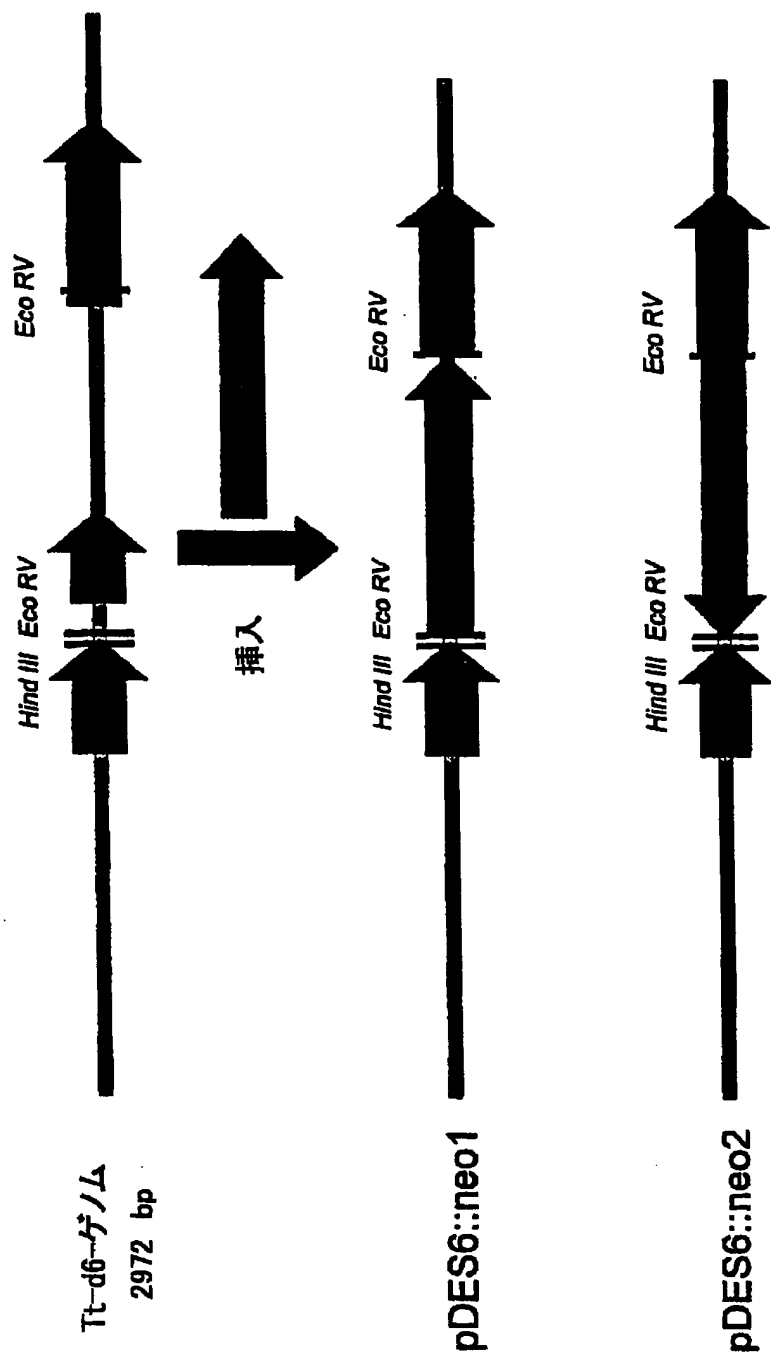 Tt-d6-ゲノム
2972 bp
Hind III Eco RV
Eco RV
挿入
pDES6::neo1
Hind III Eco RV
Eco RV
pDES6::neo2
Hind III Eco RV
Eco RV